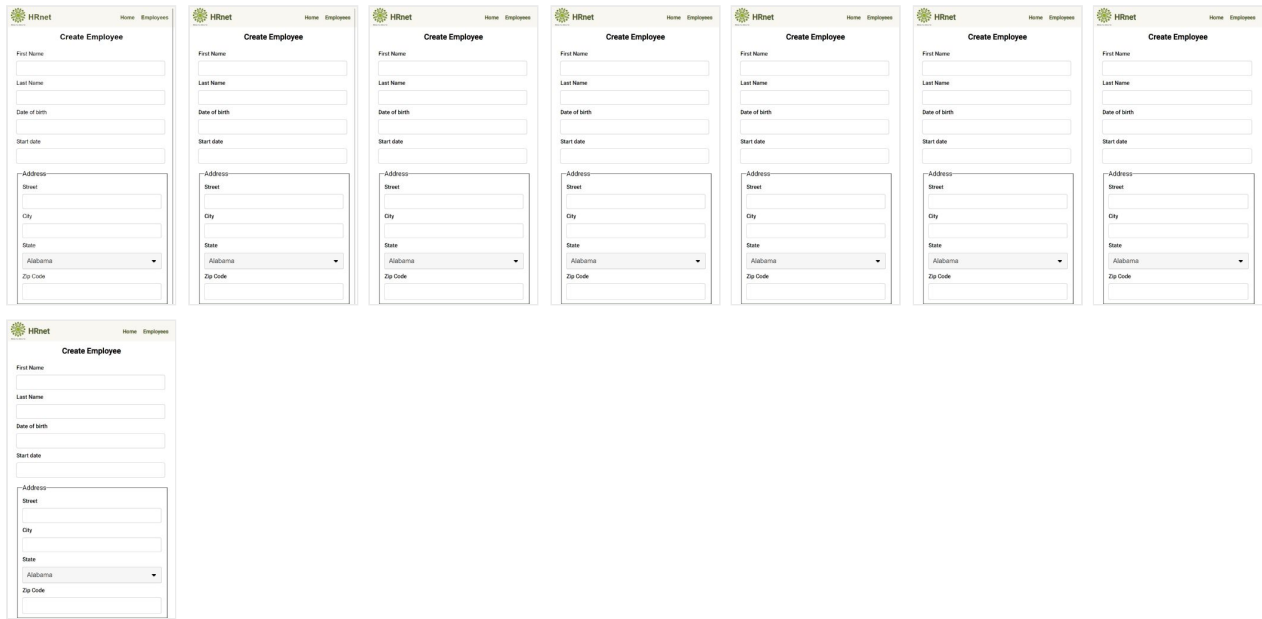 HRnet Home Employees
Create Employee
First Name
Last Name
Date of birth
Start date
Address
Street
City
State
Alabama
Zip Code
HRnet Home Employees
Create Employee
First Name
Last Name
Date of birth
Start date
Address
Street
City
State
Alabama
Zip Code
HRnet Home Employees
Create Employee
First Name
Last Name
Date of birth
Start date
Address
Street
City
State
Alabama
Zip Code
HRnet Home Employees
Create Employee
First Name
Last Name
Date of birth
Start date
Address
Street
City
State
Alabama
Zip Code
HRnet Home Employees
Create Employee
First Name
Last Name
Date of birth
Start date
Address
Street
City
State
Alabama
Zip Code
HRnet Home Employees
Create Employee
First Name
Last Name
Date of birth
Start date
Address
Street
City
State
Alabama
Zip Code
HRnet Home Employees
Create Employee
First Name
Last Name
Date of birth
Start date
Address
Street
City
State
Alabama
Zip Code
HRnet Home Employees
Create Employee
First Name
Last Name
Date of birth
Start date
Address
Street
City
State
Alabama
Zip Code